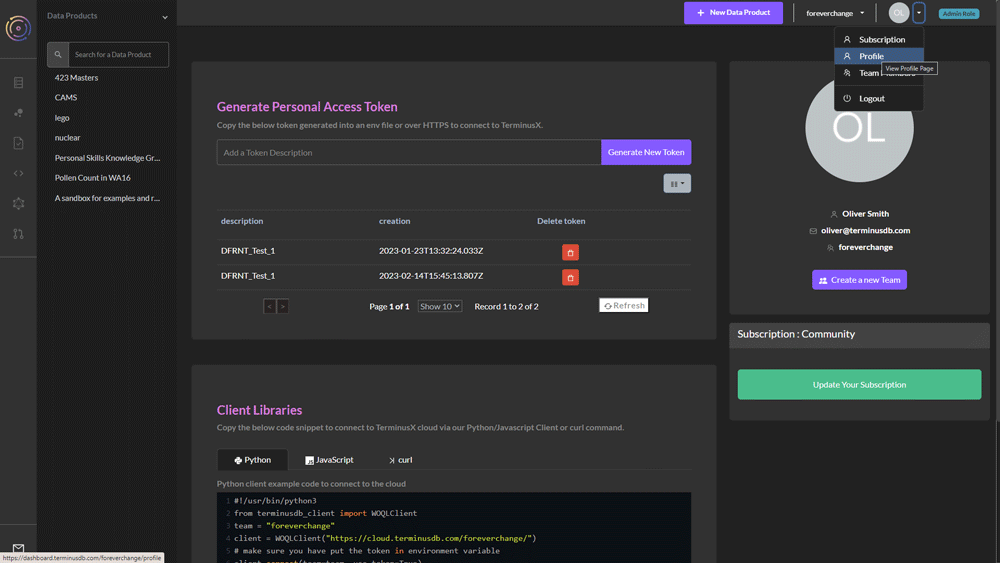 Data Products
+ New Data Product
foreverchange
OL
Admin Role
Search for a Data Product
423 Masters
CAMS
lego
nuclear
Personal Skills Knowledge Gr...
Pollen Count in WA16
A sandbox for examples and r...
Subscription
Profile
View Profile Page
Team
Logout
Generate Personal Access Token
Copy the below token generated into an env file or over HTTPS to connect to TerminusX.
Add a Token Description
Generate New Token
description creation Delete token
DFRNT_Test_1 2023-01-23T13:32:24.033Z
DFRNT_Test_1 2023-02-14T15:45:13.807Z
< >
Page 1 of 1
Show 10
Record 1 to 2 of 2
Refresh
OL
Oliver Smith
oliver@terminusdb.com
foreverchange
Create a new Team
Subscription : Community
Update Your Subscription
Client Libraries
Copy the below code snippet to connect to TerminusX cloud via our Python/Javascript Client or curl command.
Python
JS JavaScript
curl
Python client example code to connect to the cloud
1 #!/usr/bin/python3
2 from terminusdb_client import WOQLClient
3 team = "foreverchange"
4 client = WOQLClient("https://cloud.terminusdb.com/foreverchange/")
5 # make sure you have put the token in environment variable
https://dashboard.terminusdb.com/foreverchange/profile